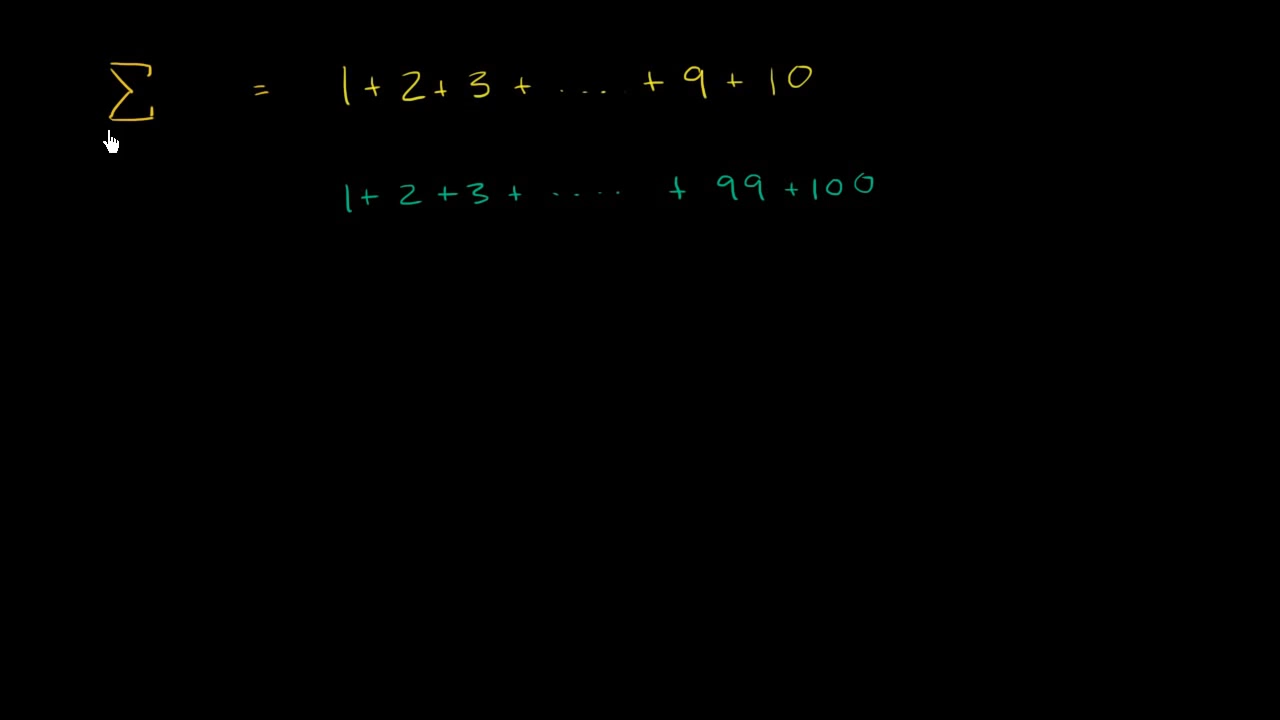 Σ = 1 + 2 + 3 + .... + 9 + 10
1 + 2 + 3 + .... + 99 + 100